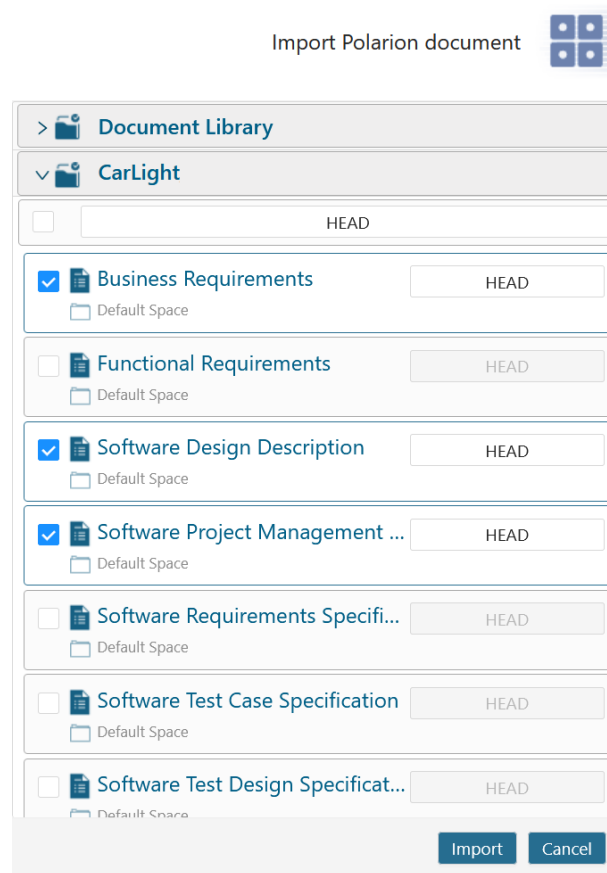 Import Polarion document
Document Library
CarLight
HEAD
Business Requirements HEAD
Default Space
Functional Requirements HEAD
Default Space
Software Design Description HEAD
Default Space
Software Project Management ... HEAD
Default Space
Software Requirements Specifi... HEAD
Default Space
Software Test Case Specification HEAD
Default Space
Software Test Design Specificat... HEAD
Default Space
Import Cancel